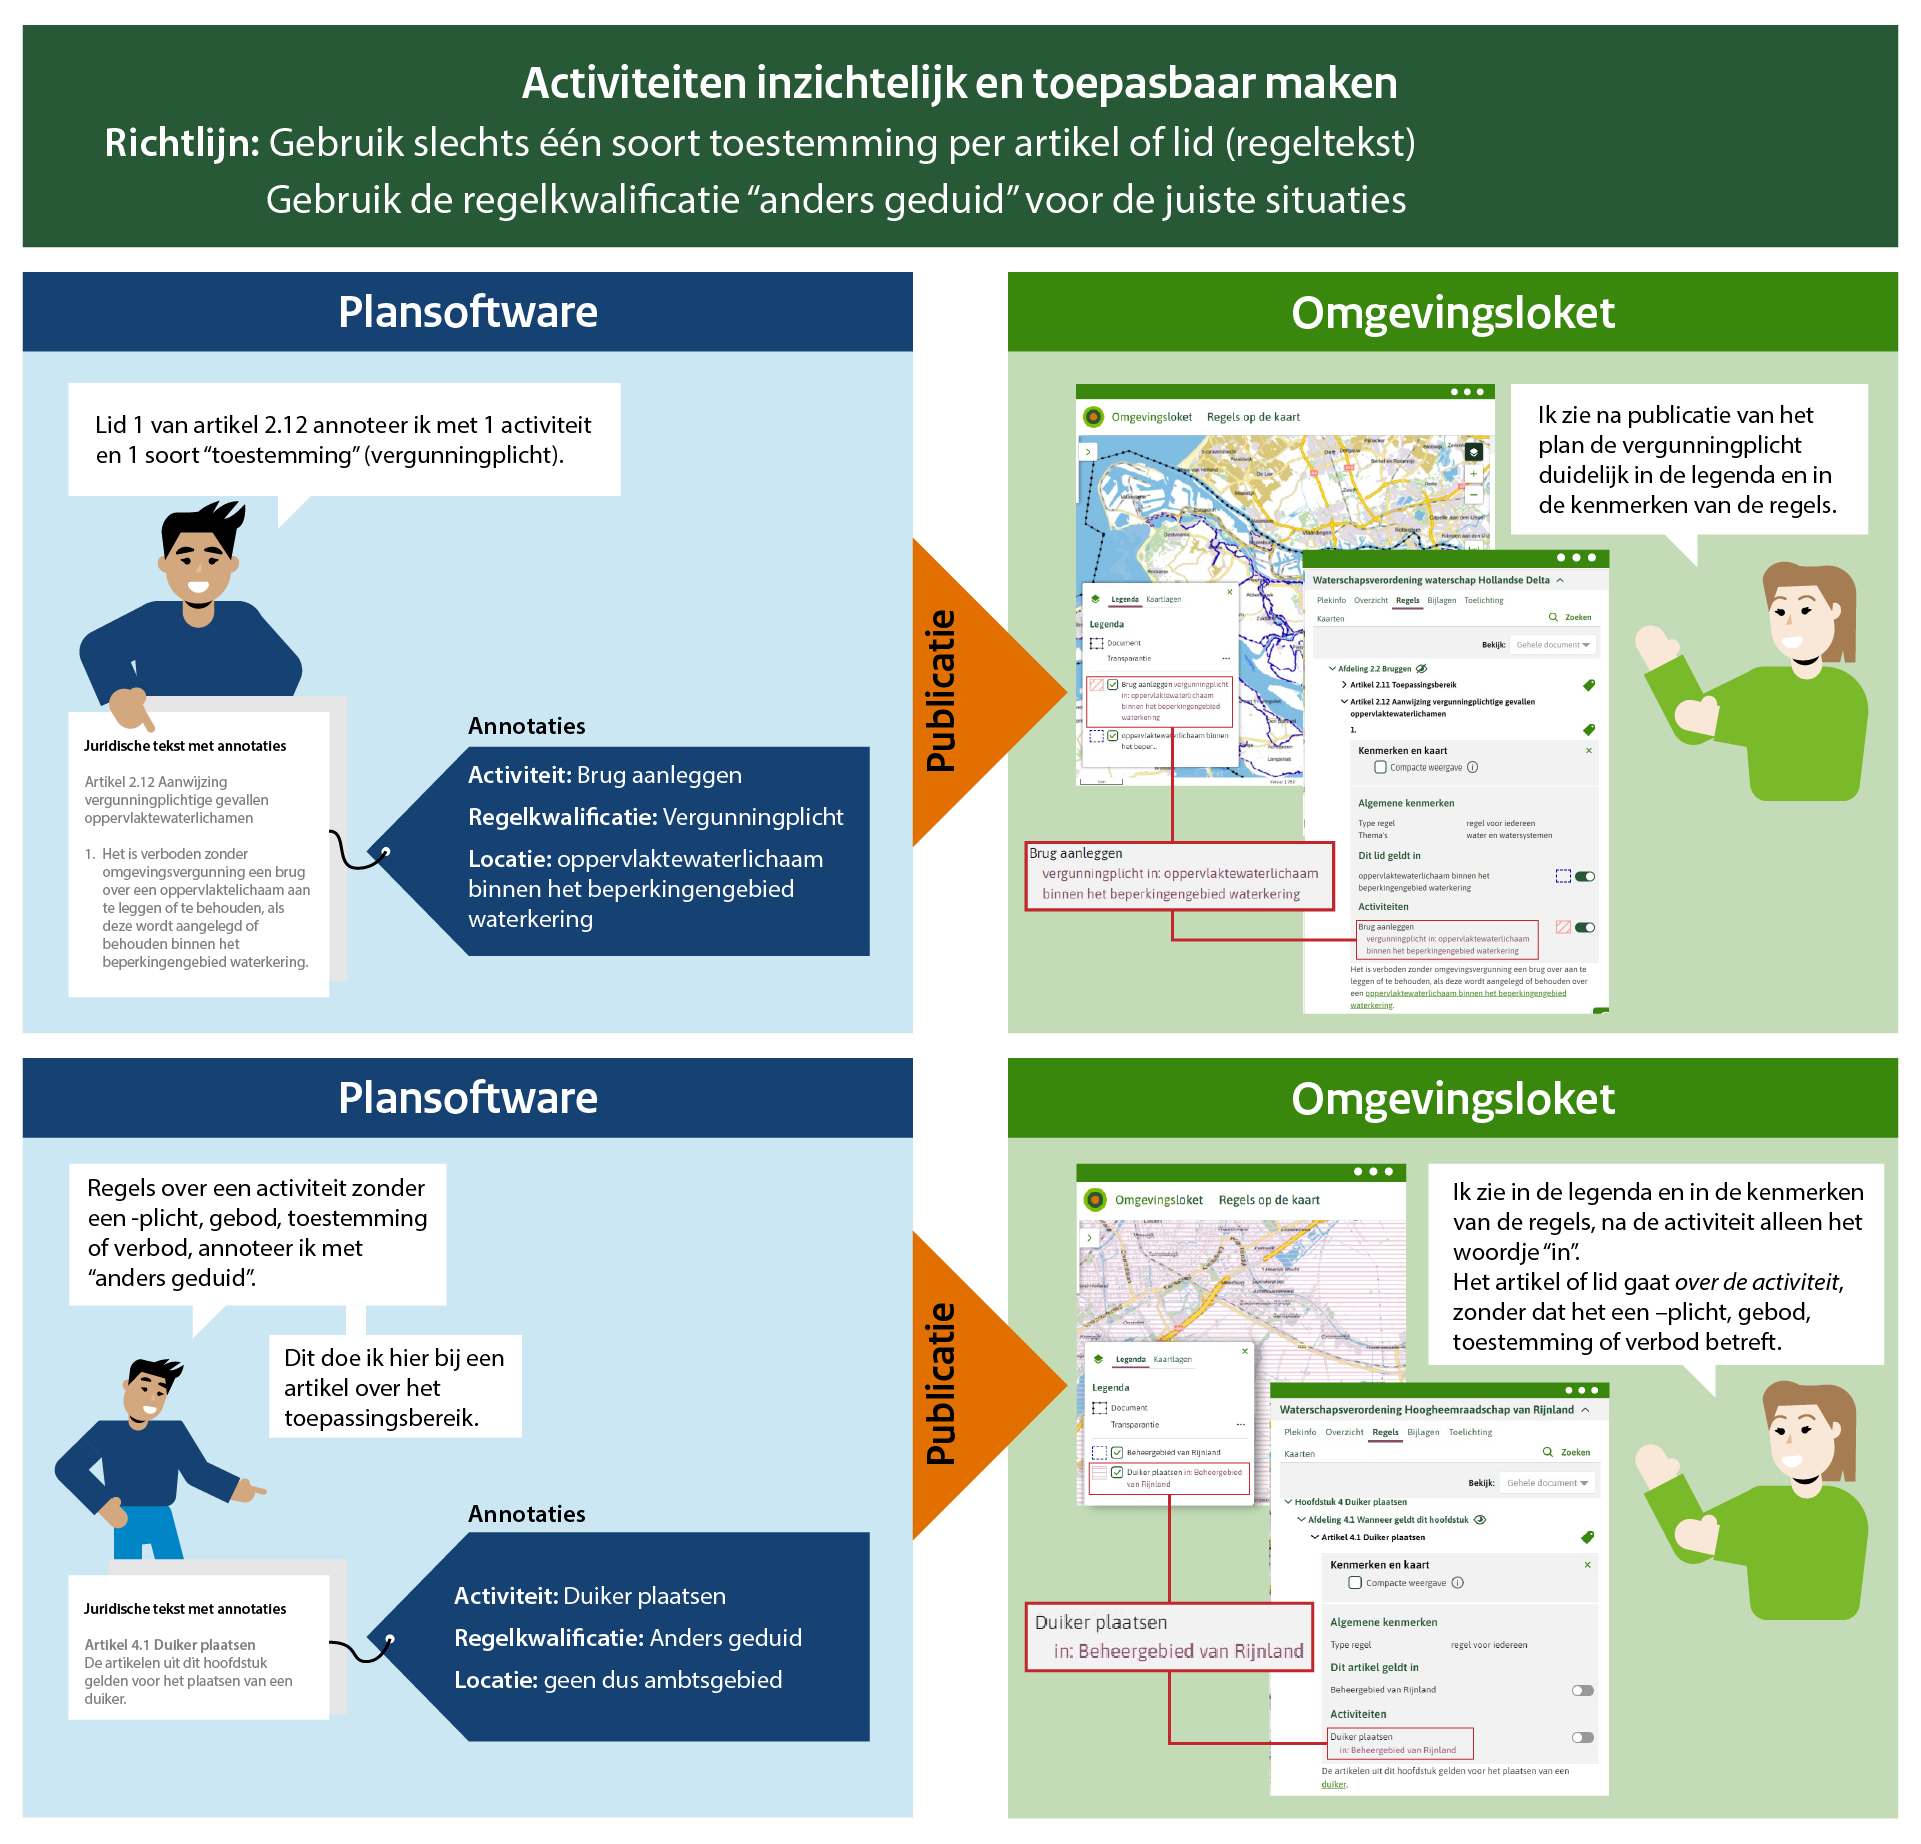 Activiteiten inzichtelijk en toepasbaar maken
Richtlijn: Gebruik slechts één soort toestemming per artikel of lid (regeltekst)
Gebruik de regelkwalificatie “anders geduid” voor de juiste situaties
Plansoftware
Lid 1 van artikel 2.12 annoteer ik met 1 activiteit
en 1 soort “toestemming” (vergunningplicht).
Juridische tekst met annotaties
Artikel 2.12 Aanwijzing
vergunningplichtige gevallen
oppervlaktewaterlichamen
1. Het is verboden zonder
omgevingsvergunning een brug
over een oppervlaktelichaam aan
te leggen of te behouden, als
deze wordt aangelegd of
behouden binnen het
beperkingengebied waterkering.
Annotaties
Activiteit: Brug aanleggen
Regelkwalificatie: Vergunningplicht
Locatie: oppervlaktewaterlichaam
binnen het beperkingengebied
waterkering
Publicatie
Omgevingsloket
Omgevingsloket Regels op de kaart
Legenda Kaartlagen
Legenda
Document
Transparantie
Brug aanleggen vergunningplicht
in: oppervlaktewaterlichaam
binnen het beperkingengebied
waterkering
oppervlaktewaterlichaam binnen
het beper...
Brug aanleggen
vergunningplicht in: oppervlaktewaterlichaam
binnen het beperkingengebied waterkering
Ik zie na publicatie van het
plan de vergunningplicht
duidelijk in de legenda en in
de kenmerken van de regels.
Waterschapsverordening waterschap Hollandse Delta
Plekinfo Overzicht Regels Bijlagen Toelichting
Kaarten Zoeken
Bekijk: Gehele document
Afdeling 2.2 Bruggen
Artikel 2.11 Toepassingsbereik
Artikel 2.12 Aanwijzing vergunningplichtige gevallen
oppervlaktewaterlichamen
1.
Kenmerken en kaart
Compacte weergave
Algemene kenmerken
Type regel regel voor iedereen
Thema's water en watersystemen
Dit lid geldt in
oppervlaktewaterlichaam binnen het
beperkingengebied waterkering
Activiteiten
Brug aanleggen
vergunningplicht in: oppervlaktewaterlichaam
binnen het beperkingengebied waterkering
Het is verboden zonder omgevingsvergunning een brug over aan te
leggen of te behouden, als deze wordt aangelegd of behouden over
een oppervlaktewaterlichaam binnen het beperkingengebied
waterkering.
Plansoftware
Regels over een activiteit zonder
een -plicht, gebod, toestemming
of verbod, annoteer ik met
“anders geduid”.
Dit doe ik hier bij een
artikel over het
toepassingsbereik.
Juridische tekst met annotaties
Artikel 4.1 Duiker plaatsen
De artikelen uit dit hoofdstuk
gelden voor het plaatsen van een
duiker.
Annotaties
Activiteit: Duiker plaatsen
Regelkwalificatie: Anders geduid
Locatie: geen dus ambtsgebied
Publicatie
Omgevingsloket
Omgevingsloket Regels op de kaart
Legenda Kaartlagen
Legenda
Document
Transparantie
Beheergebied van Rijnland
Duiker plaatsen in: Beheergebied
van Rijnland
Duiker plaatsen
in: Beheergebied van Rijnland
Ik zie in de legenda en in de kenmerken
van de regels, na de activiteit alleen het
woordje “in”.
Het artikel of lid gaat over de activiteit,
zonder dat het een –plicht, gebod,
toestemming of verbod betreft.
Waterschapsverordening Hoogheemraadschap van Rijnland
Plekinfo Overzicht Regels Bijlagen Toelichting
Kaarten Zoeken
Bekijk: Gehele document
Hoofdstuk 4 Duiker plaatsen
Afdeling 4.1 Wanneer geldt dit hoofdstuk
Artikel 4.1 Duiker plaatsen
Kenmerken en kaart
Compacte weergave
Algemene kenmerken
Type regel regel voor iedereen
Dit artikel geldt in
Beheergebied van Rijnland
Activiteiten
Duiker plaatsen
in: Beheergebied van Rijnland
De artikelen uit dit hoofdstuk gelden voor het plaatsen van een
duiker.